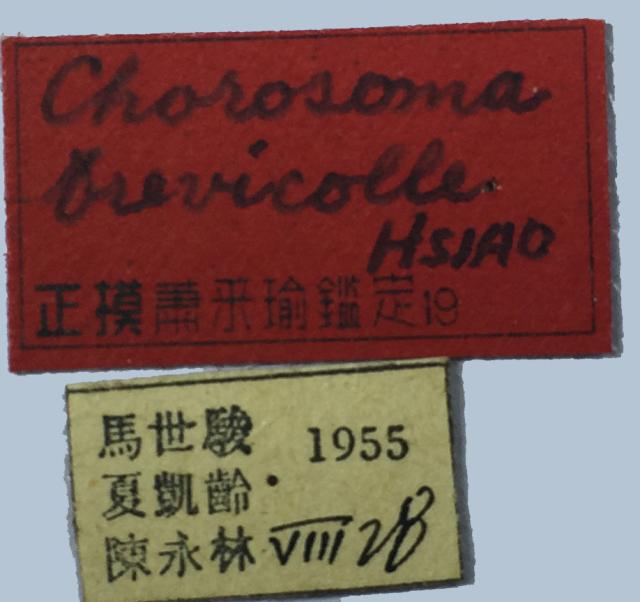 Chorosoma
brevicolle
HSIAO
正摸蕭采瑜鑑定19
馬世駿 1955
夏凱齡·
陳永林 VIII 28